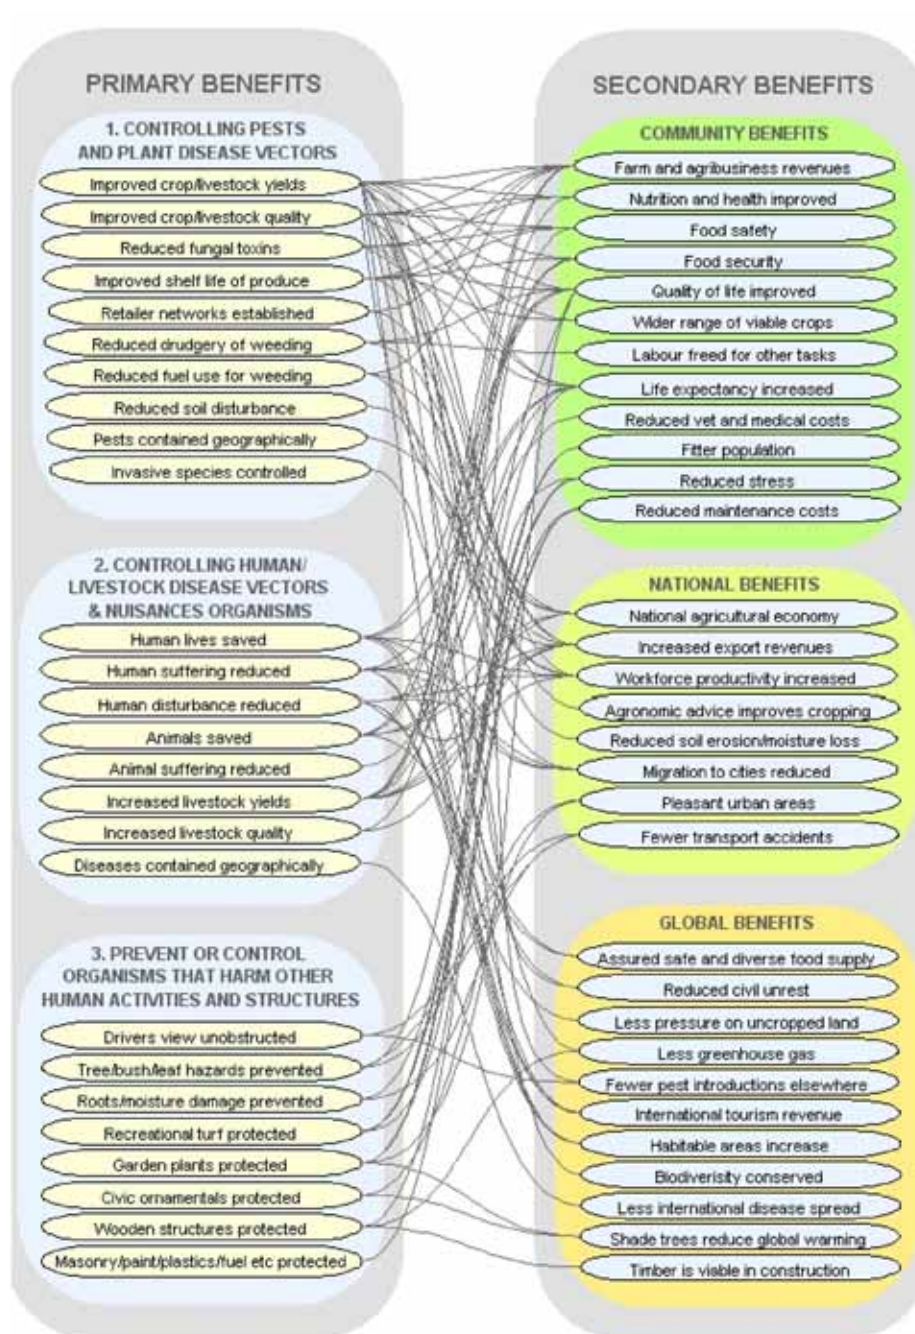 PRIMARY BENEFITS
1. CONTROLLING PESTS
AND PLANT DISEASE VECTORS
Improved crop/livestock yields
Improved crop/livestock quality
Reduced fungal toxins
Improved shelf life of produce
Retailer networks established
Reduced drudgery of weeding
Reduced fuel use for weeding
Reduced soil disturbance
Pests contained geographically
Invasive species controlled
2. CONTROLLING HUMAN/
LIVESTOCK DISEASE VECTORS
& NUISANCES ORGANISMS
Human lives saved
Human suffering reduced
Human disturbance reduced
Animals saved
Animal suffering reduced
Increased livestock yields
Increased livestock quality
Diseases contained geographically
3. PREVENT OR CONTROL
ORGANISMS THAT HARM OTHER
HUMAN ACTIVITIES AND STRUCTURES
Drivers view unobstructed
Tree/bush/leaf hazards prevented
Roots/moisture damage prevented
Recreational turf protected
Garden plants protected
Civic ornamentals protected
Wooden structures protected
Masonry/paint/plastics/fuel etc protected
SECONDARY BENEFITS
COMMUNITY BENEFITS
Farm and agribusiness revenues
Nutrition and health improved
Food safety
Food security
Quality of life improved
Wider range of viable crops
Labour freed for other tasks
Life expectancy increased
Reduced vet and medical costs
Fitter population
Reduced stress
Reduced maintenance costs
NATIONAL BENEFITS
National agricultural economy
Increased export revenues
Workforce productivity increased
Agronomic advice improves cropping
Reduced soil erosion/moisture loss
Migration to cities reduced
Pleasant urban areas
Fewer transport accidents
GLOBAL BENEFITS
Assured safe and diverse food supply
Reduced civil unrest
Less pressure on uncropped land
Less greenhouse gas
Fewer pest introductions elsewhere
International tourism revenue
Habitable areas increase
Biodiverisity conserved
Less international disease spread
Shade trees reduce global warming
Timber is viable in construction